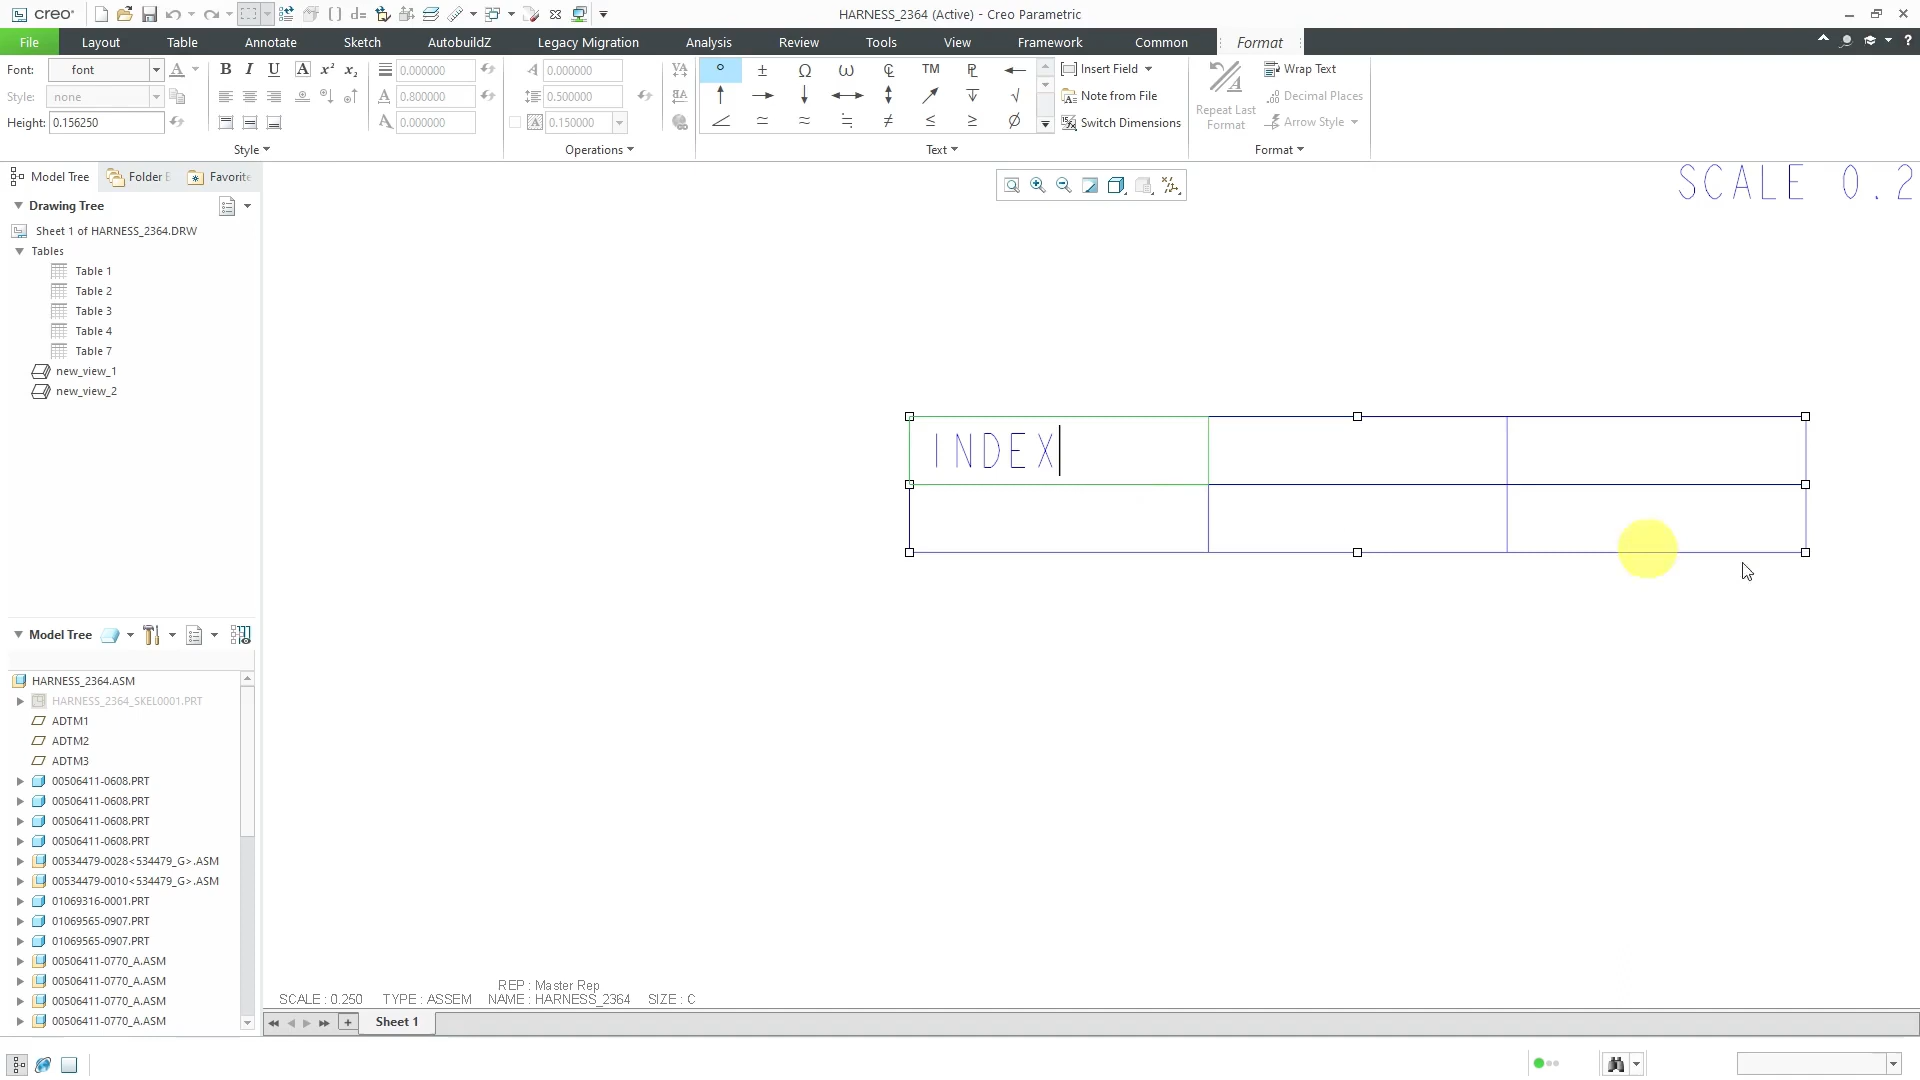 creo HARNESS_2364 (Active) - Creo Parametric
File Layout Table Annotate Sketch AutobuildZ Legacy Migration Analysis Review Tools View Framework Common Format
Font: font B I U A x² x₂ 0.000000 0.000000 ° ± Ω ω ℄ TM ⅊ ← Insert Field Wrap Text
Style: none 0.800000 0.500000 ↑ → ↓ ↔ ↕ ↗ ↧ √ Note from File Decimal Places
Height: 0.156250 0.000000 0.150000 ∠ ≃ ≈ ≒ ≠ ≤ ≥ ∅ Switch Dimensions Repeat Last Format Arrow Style
Style Operations Text Format
Model Tree Folder Favorite
SCALE 0.2
Drawing Tree
Sheet 1 of HARNESS_2364.DRW
Tables
Table 1
Table 2
Table 3
Table 4
Table 7
new_view_1
new_view_2
INDEX
Model Tree
HARNESS_2364.ASM
HARNESS_2364_SKEL0001.PRT
ADTM1
ADTM2
ADTM3
00506411-0608.PRT
00506411-0608.PRT
00506411-0608.PRT
00506411-0608.PRT
00534479-0028<534479_G>.ASM
00534479-0010<534479_G>.ASM
01069316-0001.PRT
01069565-0907.PRT
01069565-0907.PRT
00506411-0770_A.ASM
00506411-0770_A.ASM
00506411-0770_A.ASM
00506411-0770_A.ASM
REP : Master Rep
SCALE : 0.250 TYPE : ASSEM NAME : HARNESS_2364 SIZE : C
Sheet 1